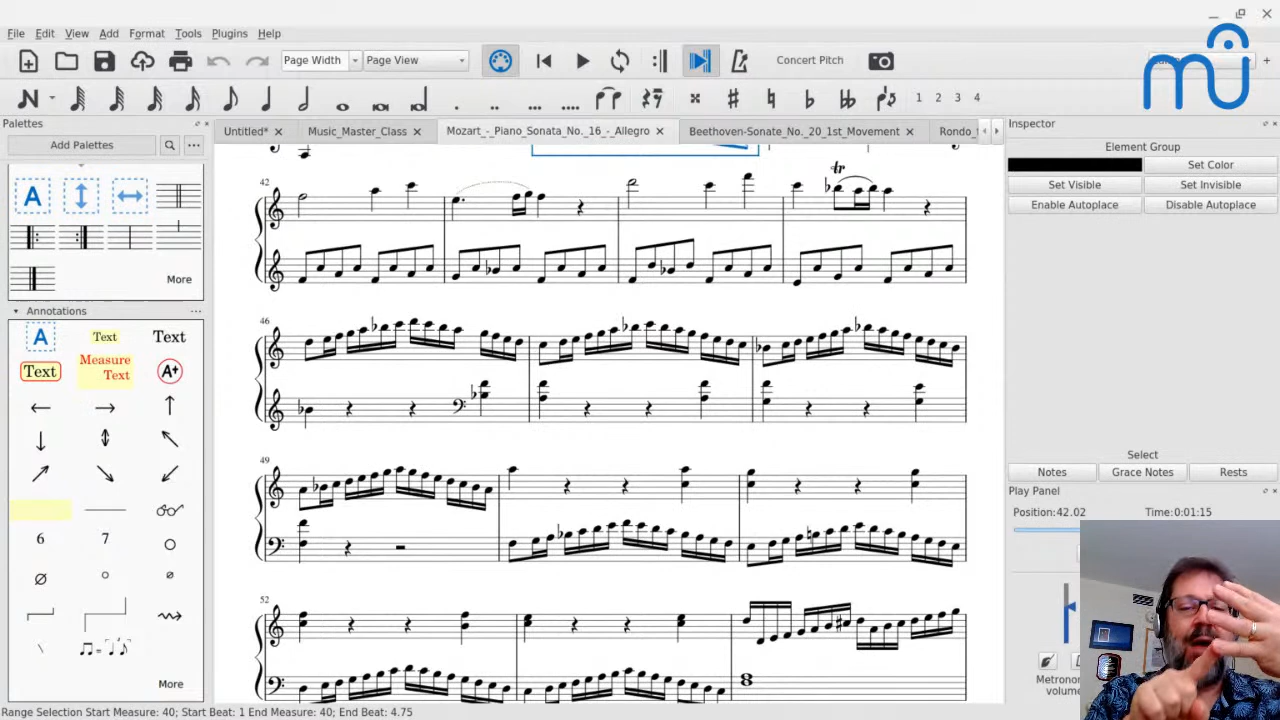 File Edit View Add Format Tools Plugins Help
Page Width Page View Concert Pitch
1 2 3 4
Palettes
Untitled* Music_Master_Class Mozart_-_Piano_Sonata_No._16_-_Allegro Beethoven-Sonate_No._20_1st_Movement Rondo_
Inspector
Add Palettes
A
More
Annotations
A Text Text
Text Measure Text A+
6 7
More
42
tr
46
49
52
Element Group
Set Color
Set Visible Set Invisible
Enable Autoplace Disable Autoplace
Select
Notes Grace Notes Rests
Play Panel
Position:42.02 Time:0:01:15
Metron
volum
Range Selection Start Measure: 40; Start Beat: 1 End Measure: 40; End Beat: 4.75